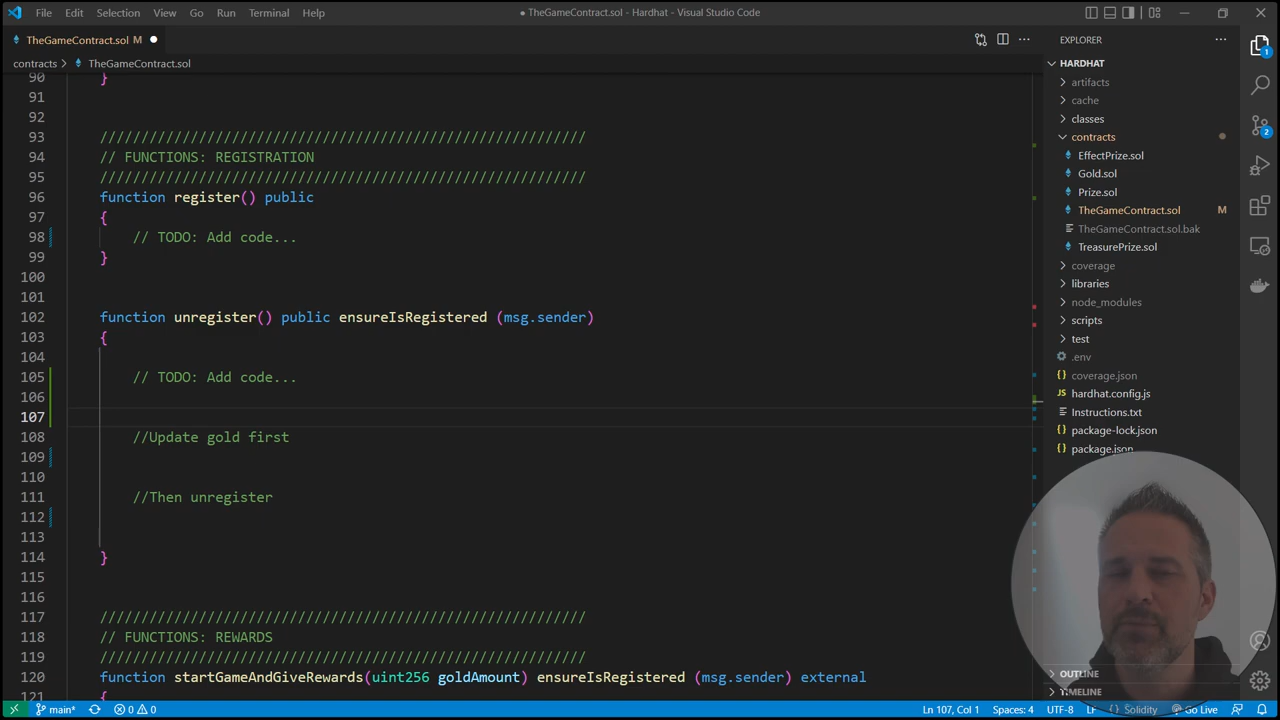 File Edit Selection View Go Run Terminal Help
● TheGameContract.sol - Hardhat - Visual Studio Code
TheGameContract.sol M ●
contracts > TheGameContract.sol
90 }
91
92
93 ///////////////////////////////////////////////////////////
94 // FUNCTIONS: REGISTRATION
95 ///////////////////////////////////////////////////////////
96 function register() public
97 {
98 // TODO: Add code...
99 }
100
101
102 function unregister() public ensureIsRegistered (msg.sender)
103 {
104
105 // TODO: Add code...
106
107
108 //Update gold first
109
110
111 //Then unregister
112
113
114 }
115
116
117 ///////////////////////////////////////////////////////////
118 // FUNCTIONS: REWARDS
119 ///////////////////////////////////////////////////////////
120 function startGameAndGiveRewards(uint256 goldAmount) ensureIsRegistered (msg.sender) external
121 {
EXPLORER
HARDHAT
artifacts
cache
classes
contracts
EffectPrize.sol
Gold.sol
Prize.sol
TheGameContract.sol M
TheGameContract.sol.bak
TreasurePrize.sol
coverage
libraries
node_modules
scripts
test
.env
{} coverage.json
JS hardhat.config.js
Instructions.txt
{} package-lock.json
{} package.json
OUTLINE
TIMELINE
1
2
main* 0 0
Ln 107, Col 1 Spaces: 4 UTF-8 LF {} Solidity Go Live